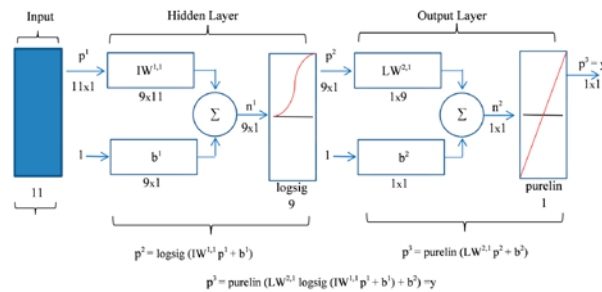 Input
Hidden Layer
Output Layer
p¹
11x1
IW¹,¹
9x11
1
b¹
9x1
Σ
n¹
9x1
logsig
9
p²
9x1
LW²,¹
1x9
1
b²
1x1
Σ
n²
1x1
purelin
1
p³ = y
1x1
11
p² = logsig (IW¹,¹ p¹ + b¹)
p³ = purelin (LW²,¹ p² + b²)
p³ = purelin (LW²,¹ logsig (IW¹,¹ p¹ + b¹) + b²) =y